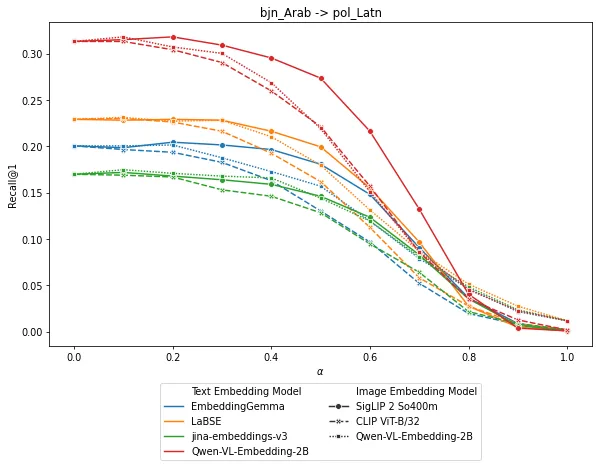 bjn_Arab -> pol_Latn
Recall@1
0.30
0.25
0.20
0.15
0.10
0.05
0.00
0.0 0.2 0.4 0.6 0.8 1.0
α
Text Embedding Model Image Embedding Model
EmbeddingGemma SigLIP 2 So400m
LaBSE CLIP ViT-B/32
jina-embeddings-v3 Qwen-VL-Embedding-2B
Qwen-VL-Embedding-2B